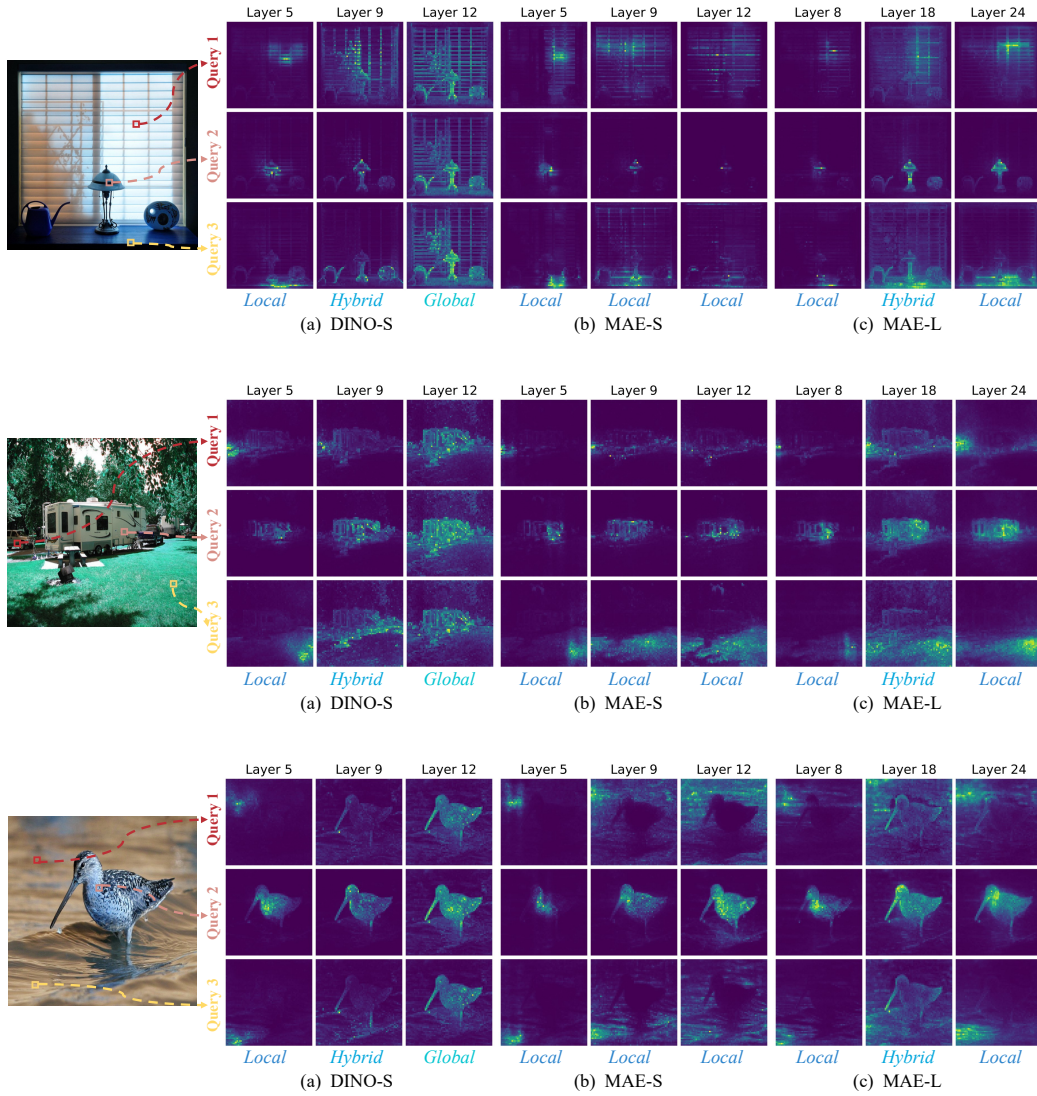 Layer 5 Layer 9 Layer 12 Layer 5 Layer 9 Layer 12 Layer 8 Layer 18 Layer 24
Query 1
Query 2
Query 3
Local Hybrid Global Local Local Local Local Hybrid Local
(a) DINO-S (b) MAE-S (c) MAE-L
Layer 5 Layer 9 Layer 12 Layer 5 Layer 9 Layer 12 Layer 8 Layer 18 Layer 24
Query 1
Query 2
Query 3
Local Hybrid Global Local Local Local Local Hybrid Local
(a) DINO-S (b) MAE-S (c) MAE-L
Layer 5 Layer 9 Layer 12 Layer 5 Layer 9 Layer 12 Layer 8 Layer 18 Layer 24
Query 1
Query 2
Query 3
Local Hybrid Global Local Local Local Local Hybrid Local
(a) DINO-S (b) MAE-S (c) MAE-L